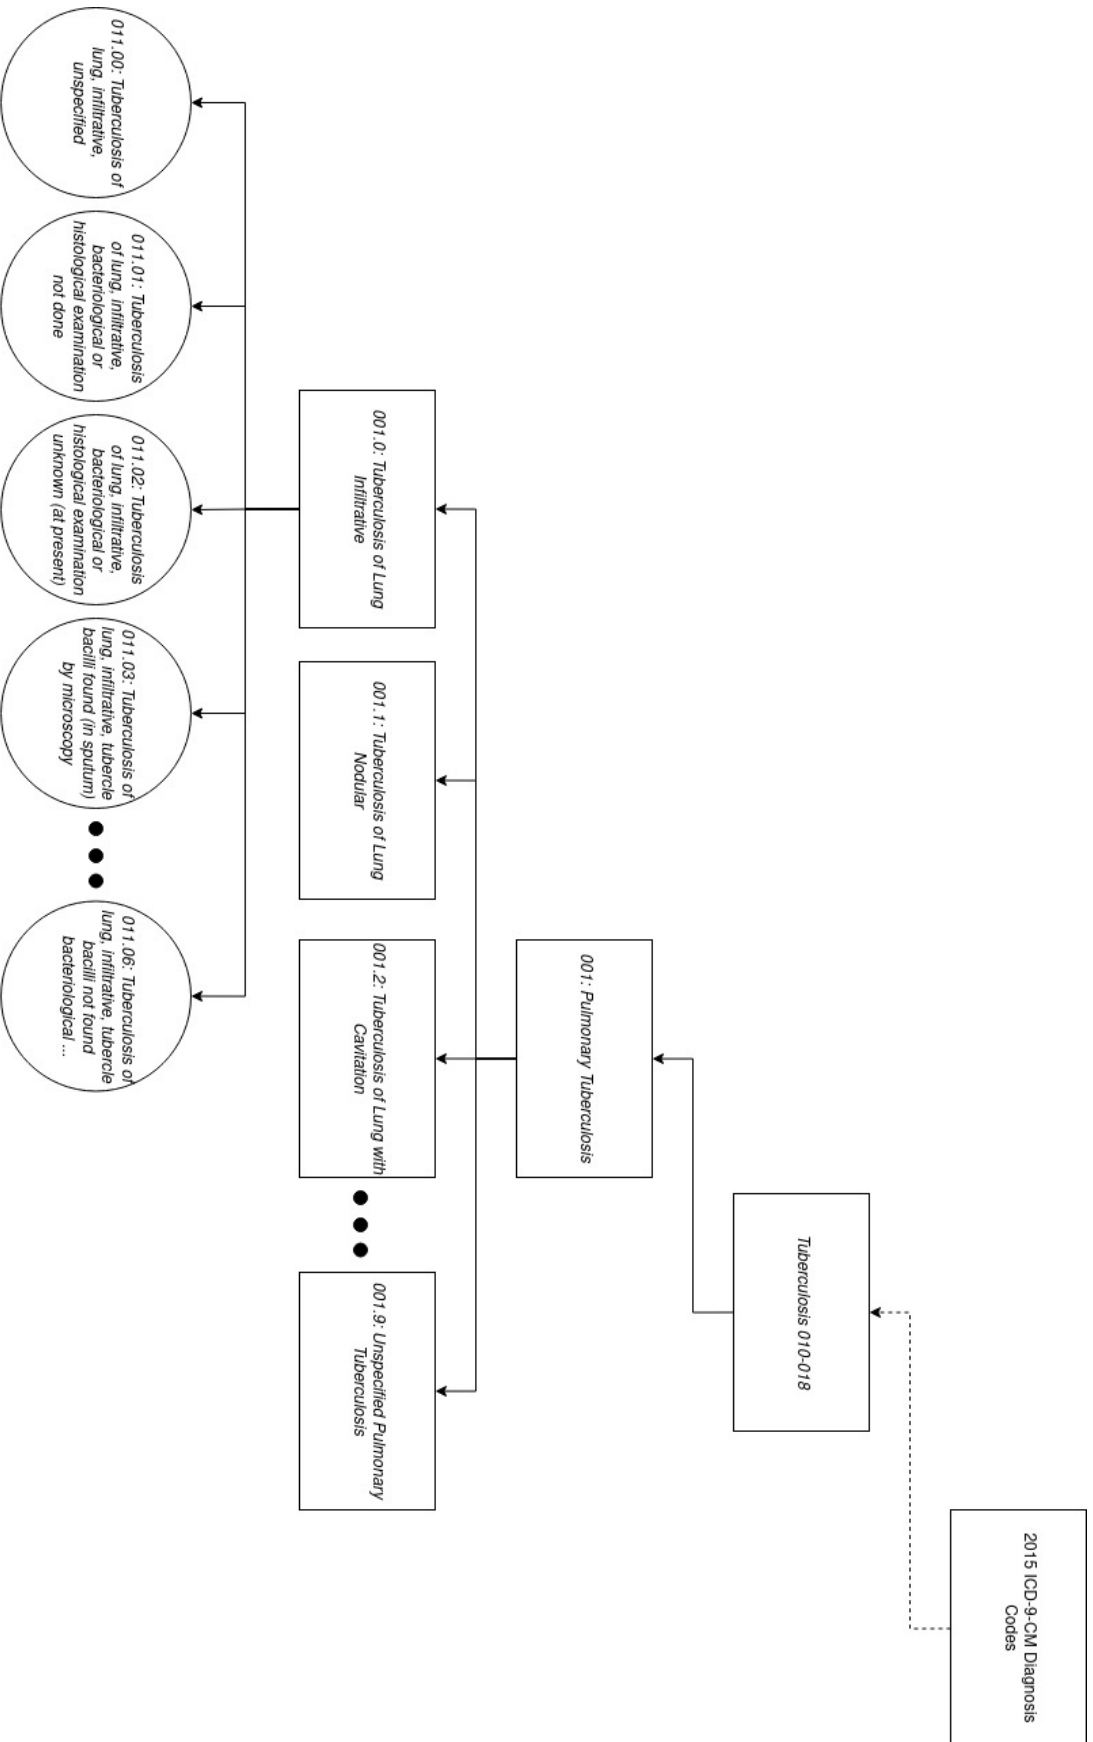 2015 ICD-9-CM Diagnosis
Codes
Tuberculosis 010-018
001: Pulmonary Tuberculosis
001.0: Tuberculosis of Lung
Infiltrative
001.1: Tuberculosis of Lung
Nodular
001.2: Tuberculosis of Lung with
Cavitation
001.9: Unspecified Pulmonary
Tuberculosis
011.00: Tuberculosis of
lung, infiltrative,
unspecified
011.01: Tuberculosis
of lung, infiltrative,
bacteriological or
histological examination
not done
011.02: Tuberculosis
of lung, infiltrative,
bacteriological or
histological examination
unknown (at present)
011.03: Tuberculosis of
lung, infiltrative, tubercle
bacilli found (in sputum)
by microscopy
011.06: Tuberculosis of
lung, infiltrative, tubercle
bacilli not found
bacteriological ...